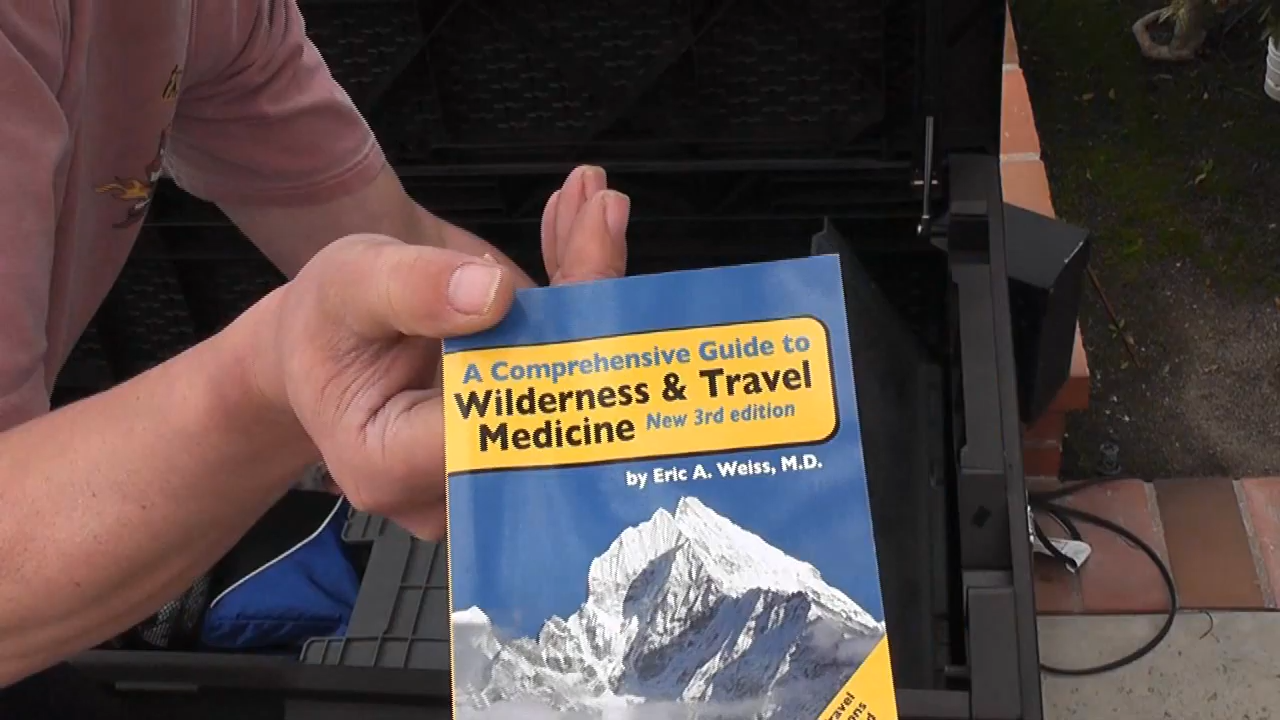 A Comprehensive Guide to
Wilderness & Travel
Medicine New 3rd edition
by Eric A. Weiss, M.D.